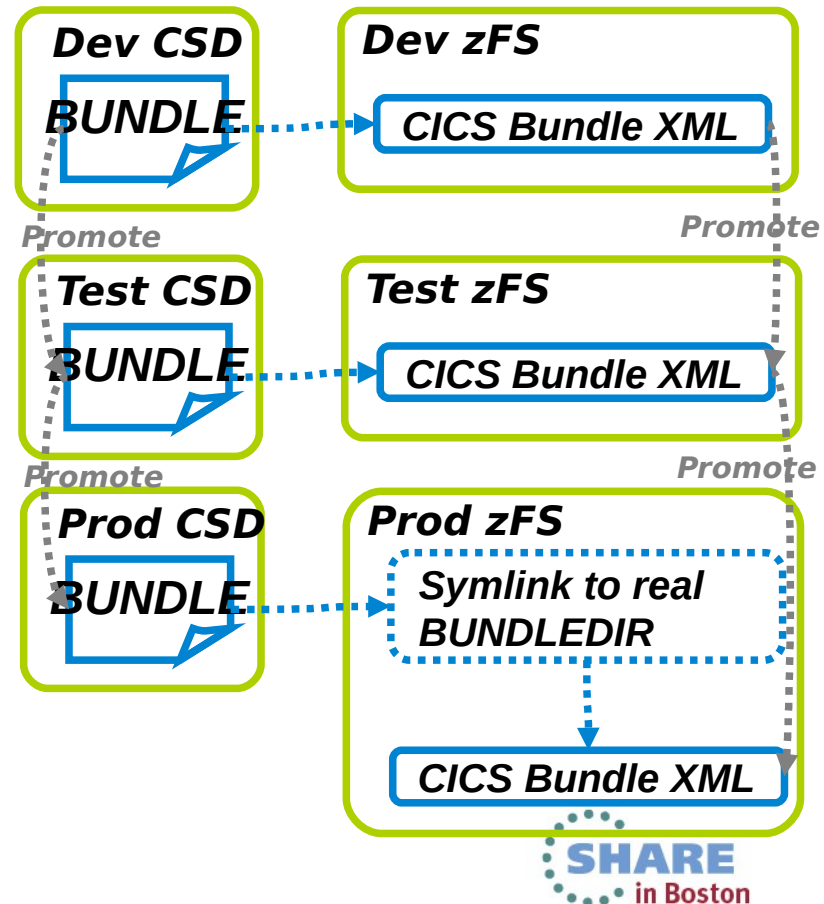 Dev CSD
BUNDLE
Dev zFS
CICS Bundle XML
Promote
Promote
Test CSD
BUNDLE
Test zFS
CICS Bundle XML
Promote
Promote
Prod CSD
BUNDLE
Prod zFS
Symlink to real
BUNDLEDIR
CICS Bundle XML
SHARE
in Boston